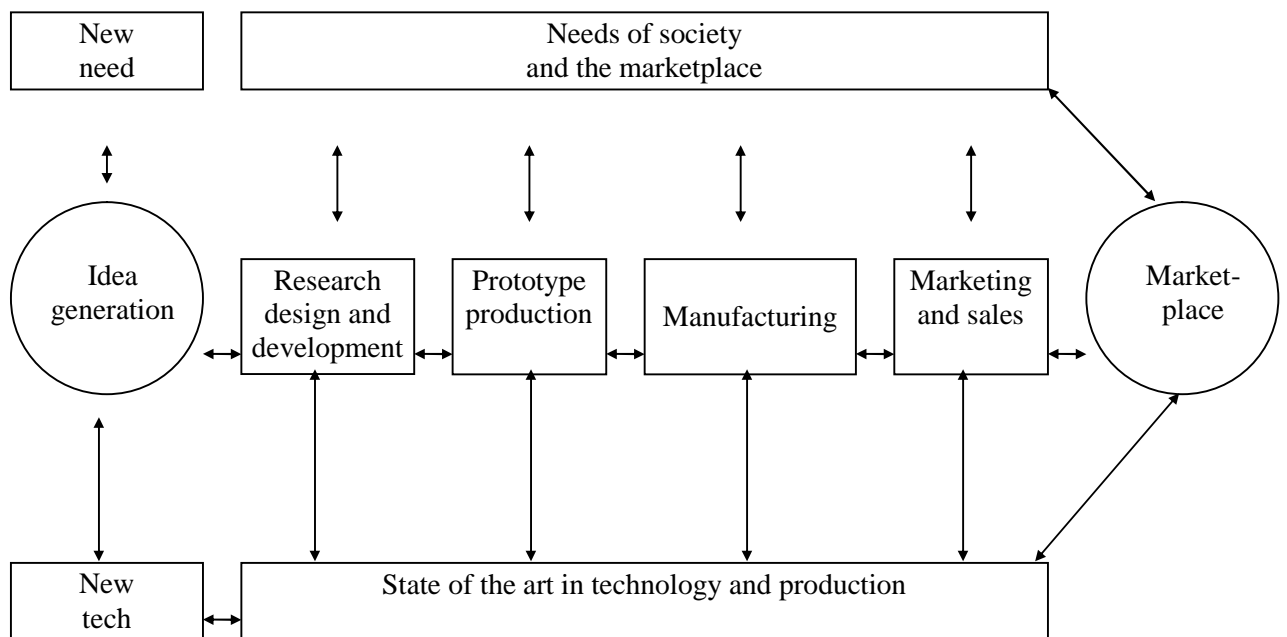 New
need
Needs of society
and the marketplace
Idea
generation
Research
design and
development
Prototype
production
Manufacturing
Marketing
and sales
Market-
place
New
tech
State of the art in technology and production